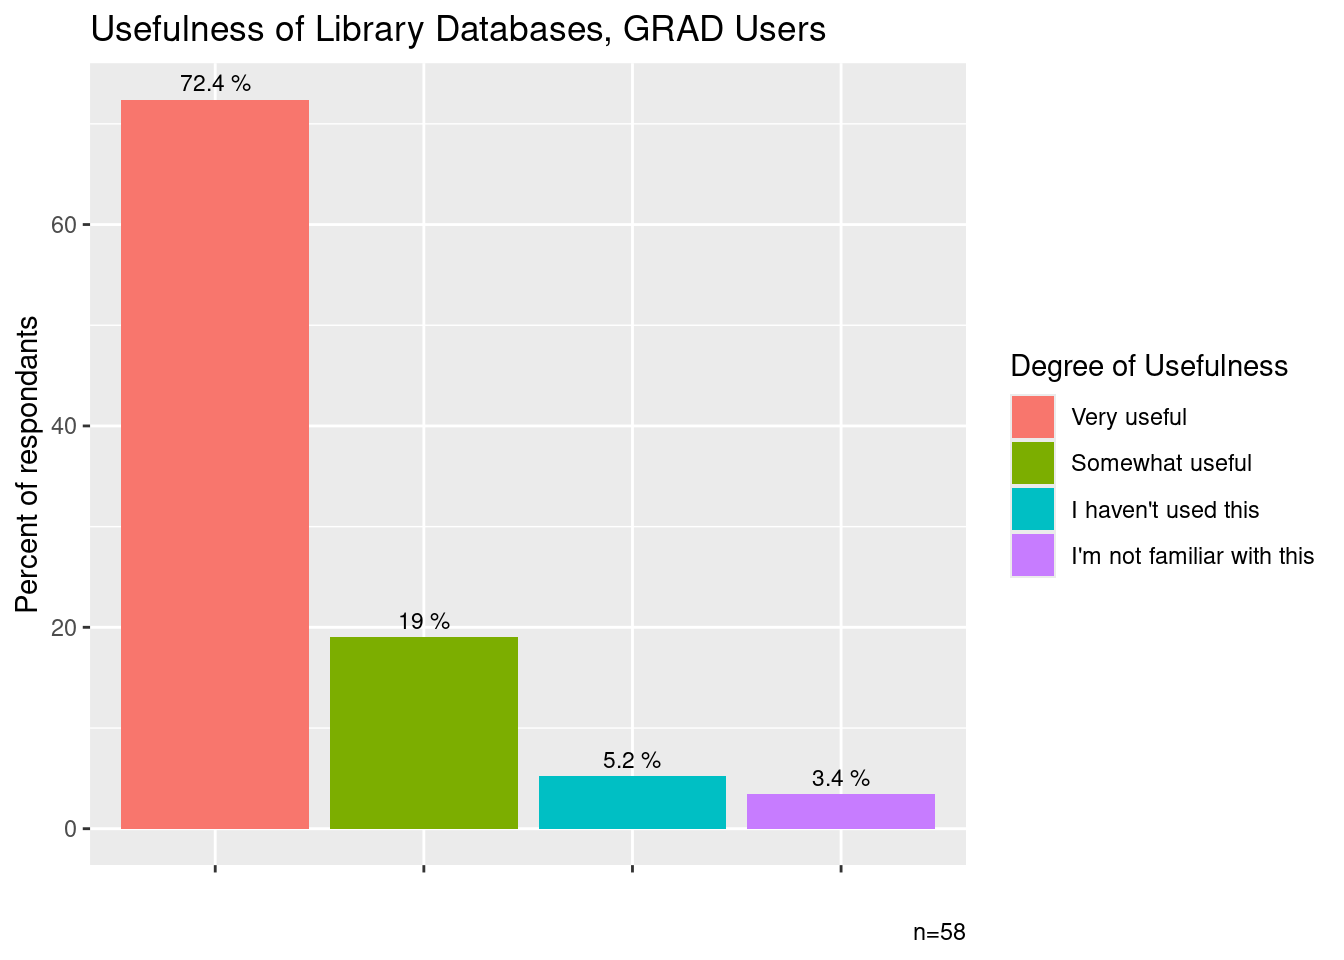 Usefulness of Library Databases, GRAD Users
72.4 %
19 %
5.2 %
3.4 %
60
40
20
0
Percent of respondants
Degree of Usefulness
Very useful
Somewhat useful
I haven't used this
I'm not familiar with this
n=58